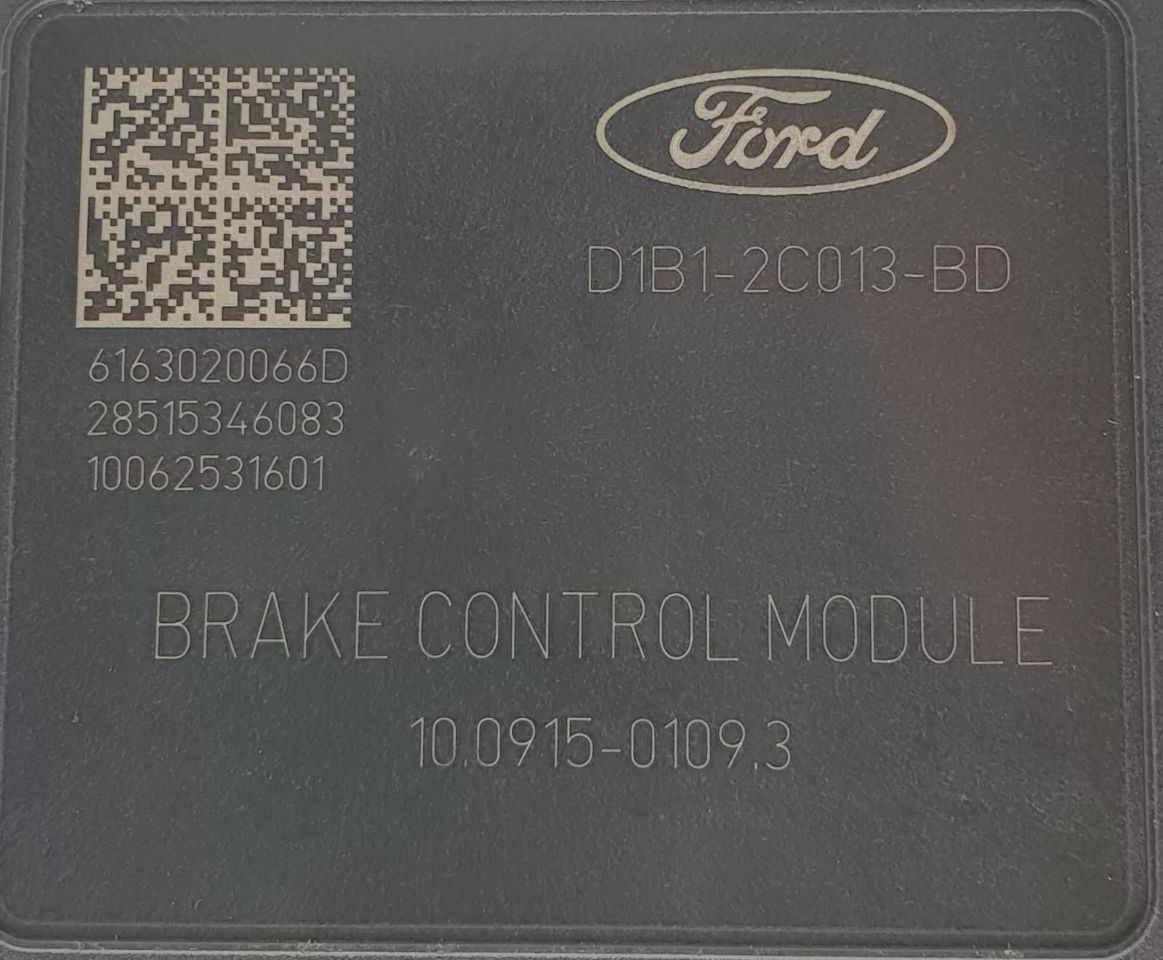 Ford
D1B1-2C013-BD
6163020066D
28515346083
10062531601
BRAKE CONTROL MODULE
10.0915-0109.3